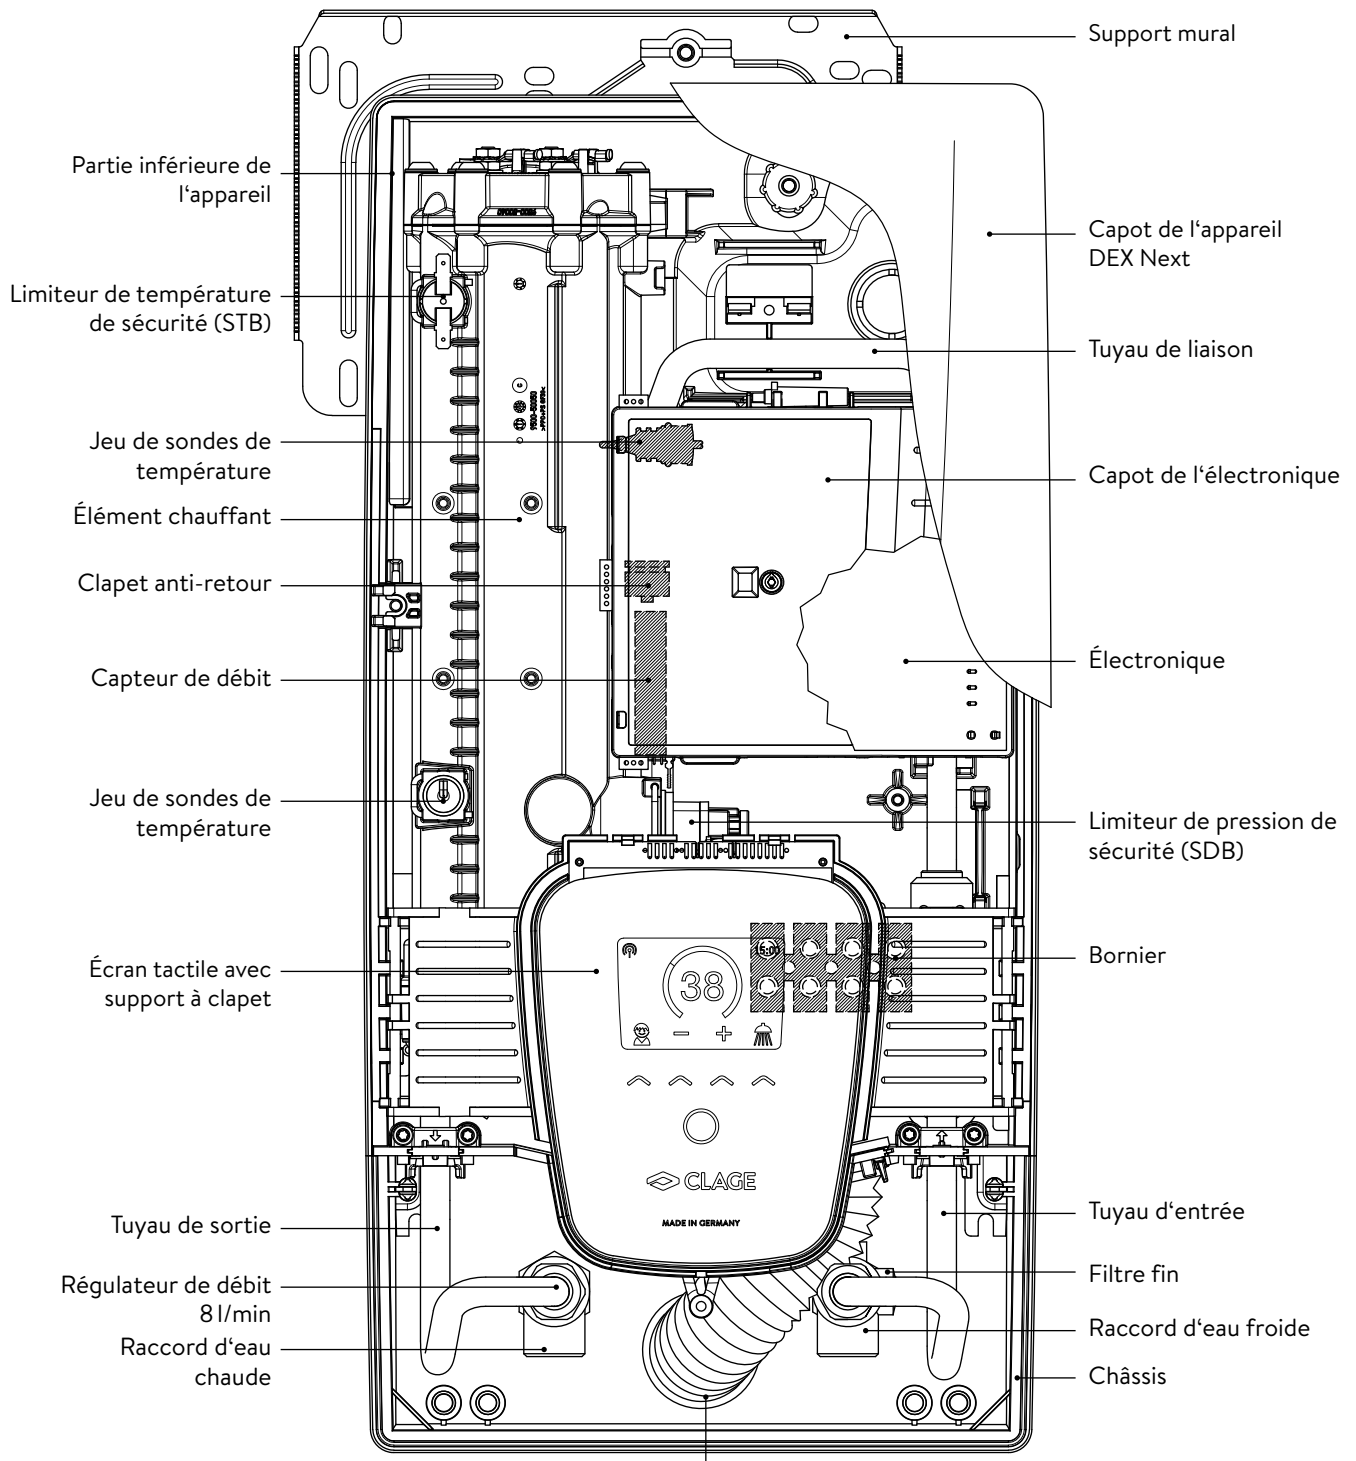 Support mural
Partie inférieure de
l‘appareil
Capot de l‘appareil
DEX Next
Limiteur de température
de sécurité (STB)
Tuyau de liaison
Jeu de sondes de
température
Capot de l‘électronique
Élément chauffant
Clapet anti-retour
Électronique
Capteur de débit
Jeu de sondes de
température
Limiteur de pression de
sécurité (SDB)
Écran tactile avec
support à clapet
15:00
38
Bornier
CLAGE
MADE IN GERMANY
Tuyau de sortie
Tuyau d‘entrée
Régulateur de débit
8 l/min
Filtre fin
Raccord d‘eau
chaude
Raccord d‘eau froide
Châssis